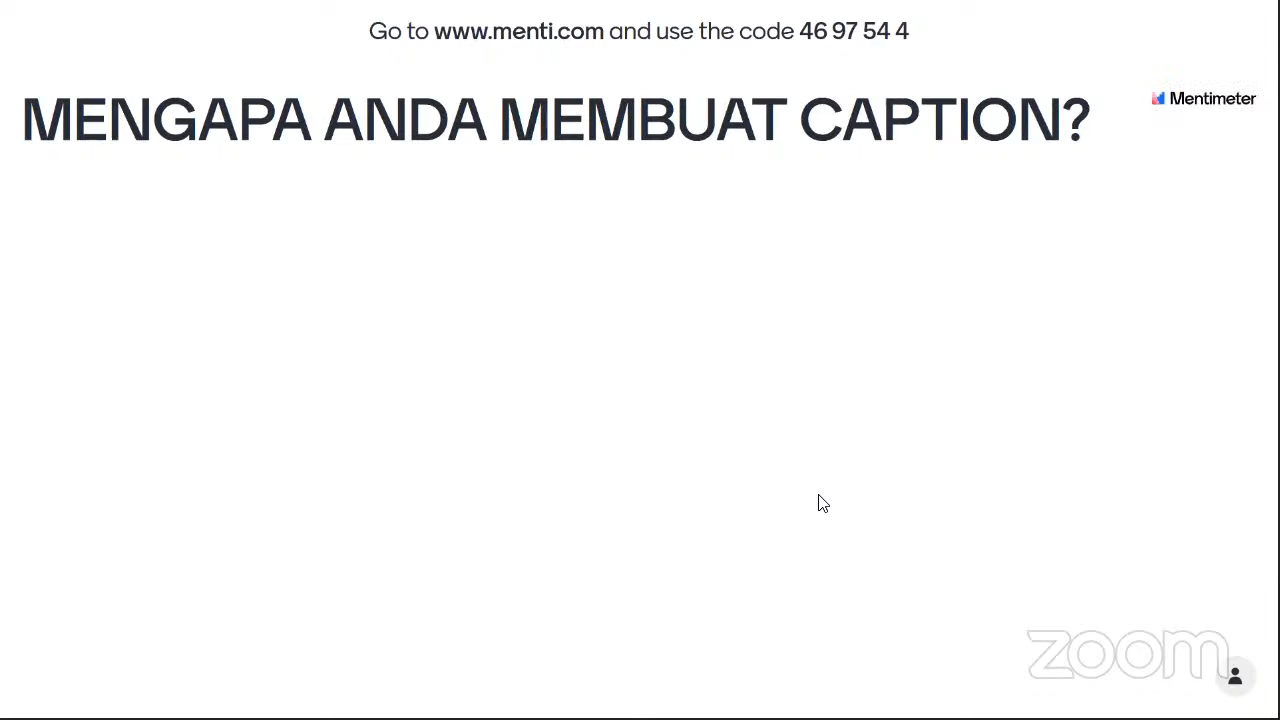 Go to www.menti.com and use the code 46 97 54 4
MENGAPA ANDA MEMBUAT CAPTION?
Mentimeter
zoom